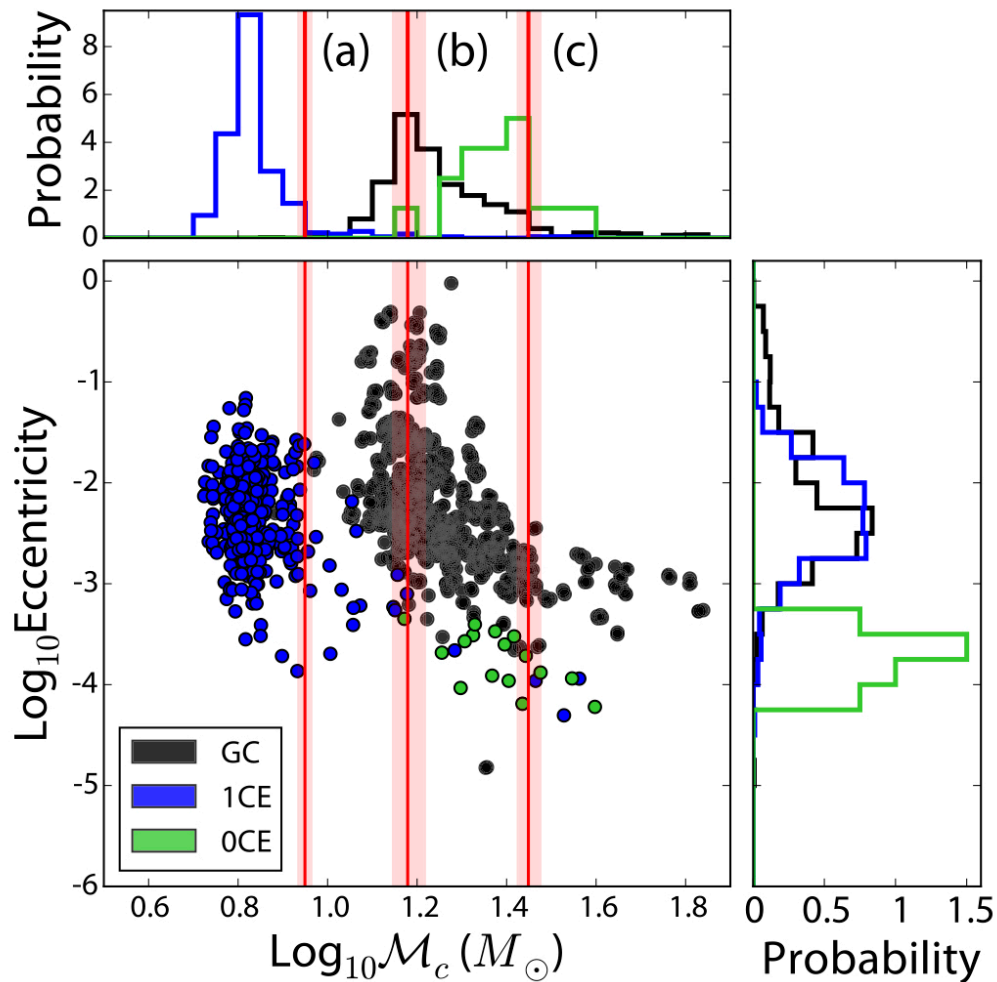 Probability
8
6
4
2
0
(a) (b) (c)
Log₁₀Eccentricity
0
-1
-2
-3
-4
-5
-6
GC
1CE
0CE
0.6 0.8 1.0 1.2 1.4 1.6 1.8
Log₁₀ℳ_c (M_⊙)
0 0.5 1 1.5
Probability